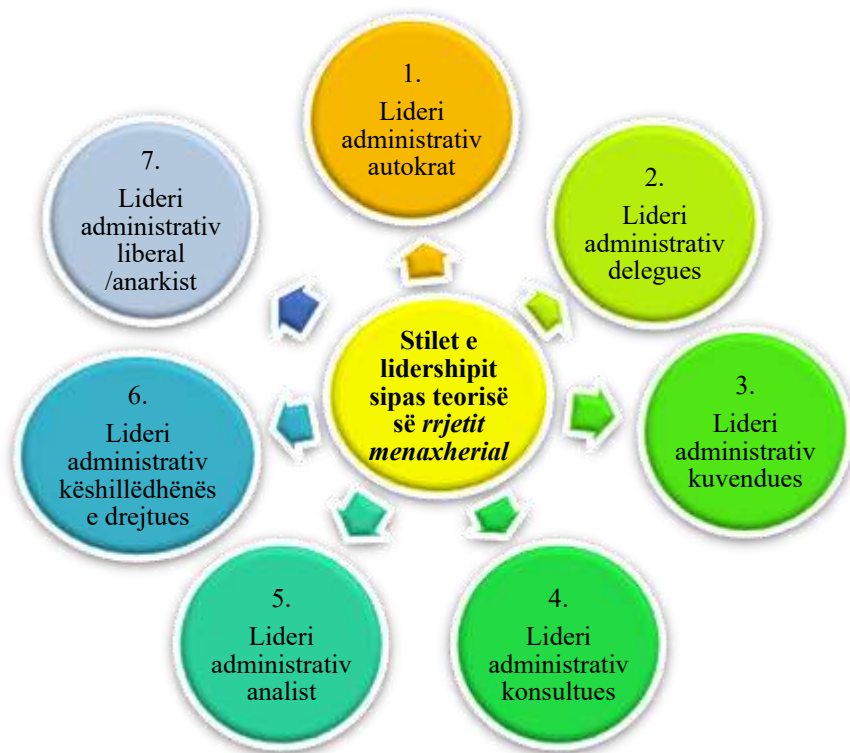 1.
Lideri
administrativ
autokrat
2.
Lideri
administrativ
delegues
3.
Lideri
administrativ
kuvendues
4.
Lideri
administrativ
konsultues
5.
Lideri
administrativ
analist
6.
Lideri
administrativ
këshillëdhënës
e drejtues
7.
Lideri
administrativ
liberal
/anarkist
Stilet e
lidershipit
sipas teorisë
së rrjetit
menaxherial